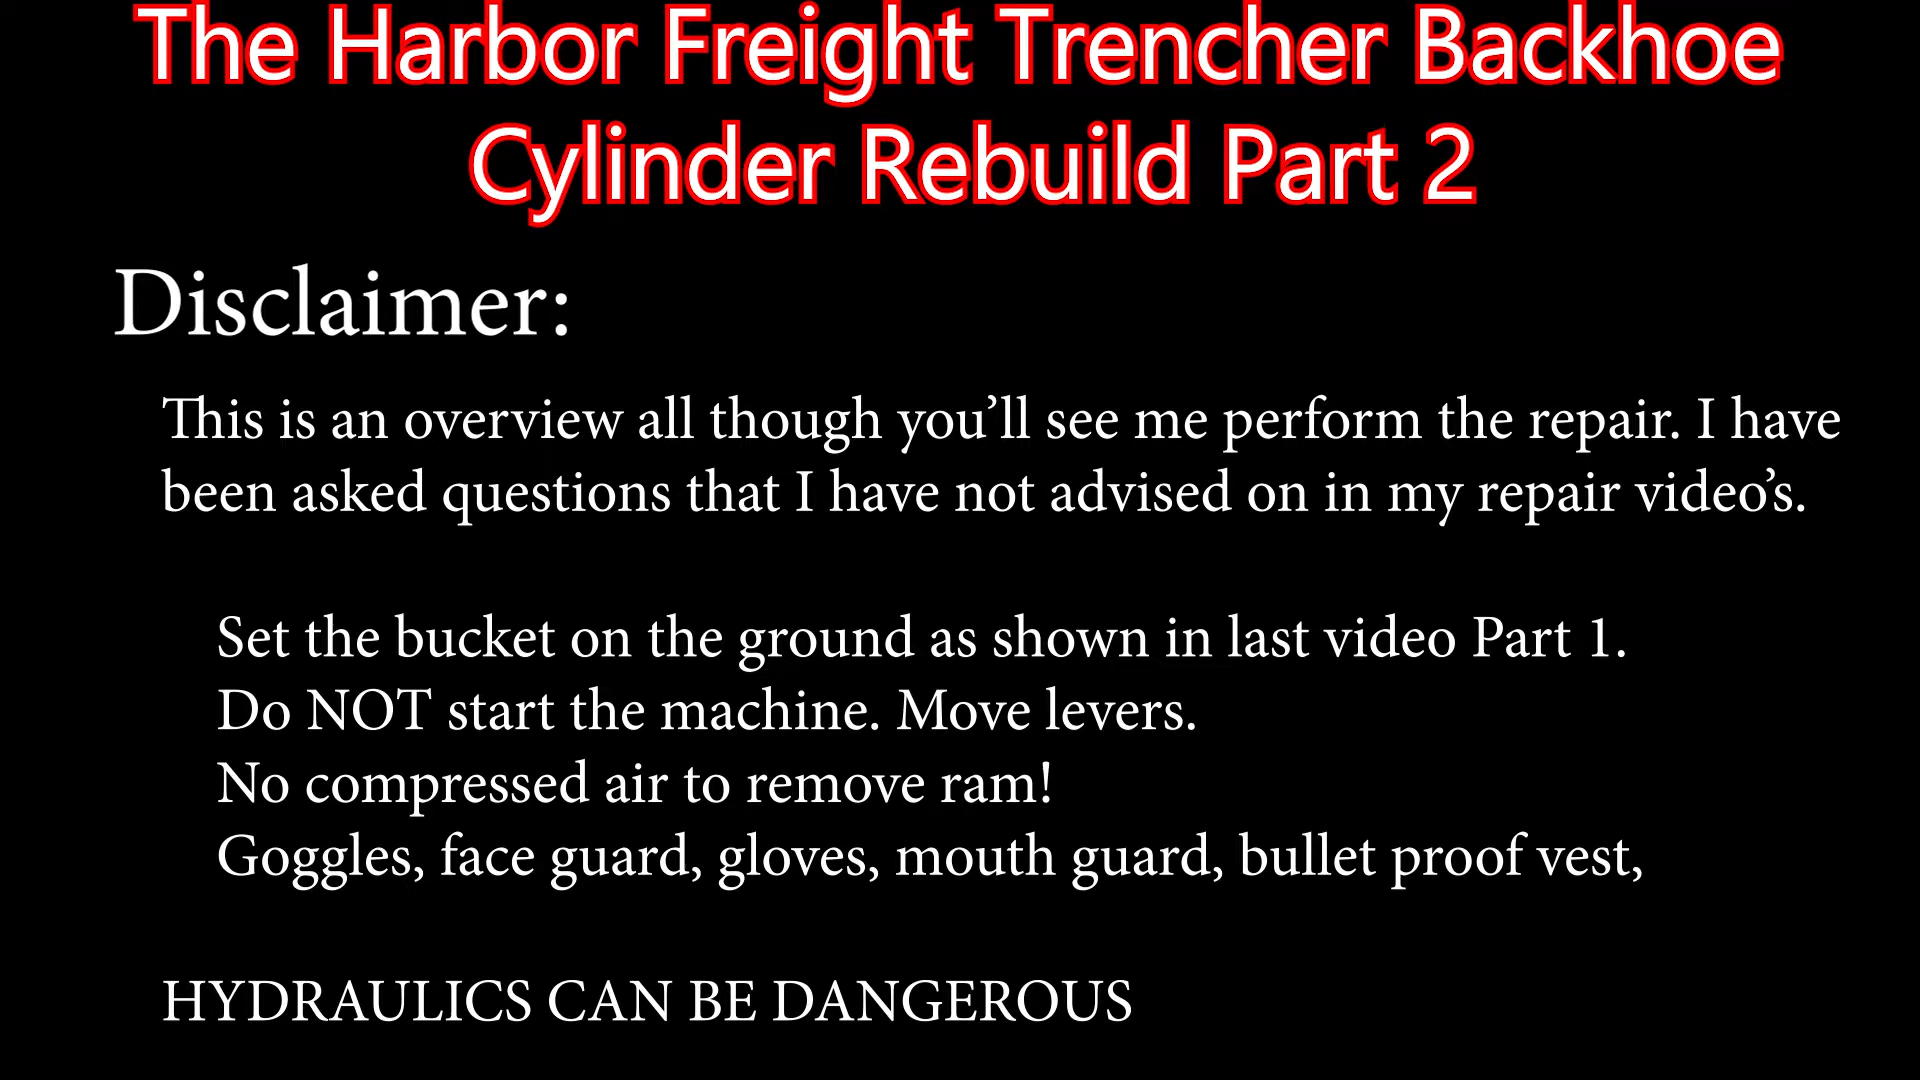 The Harbor Freight Trencher Backhoe
Cylinder Rebuild Part 2
Disclaimer:
This is an overview all though you’ll see me perform the repair. I have
been asked questions that I have not advised on in my repair video’s.
Set the bucket on the ground as shown in last video Part 1.
Do NOT start the machine. Move levers.
No compressed air to remove ram!
Goggles, face guard, gloves, mouth guard, bullet proof vest,
HYDRAULICS CAN BE DANGEROUS